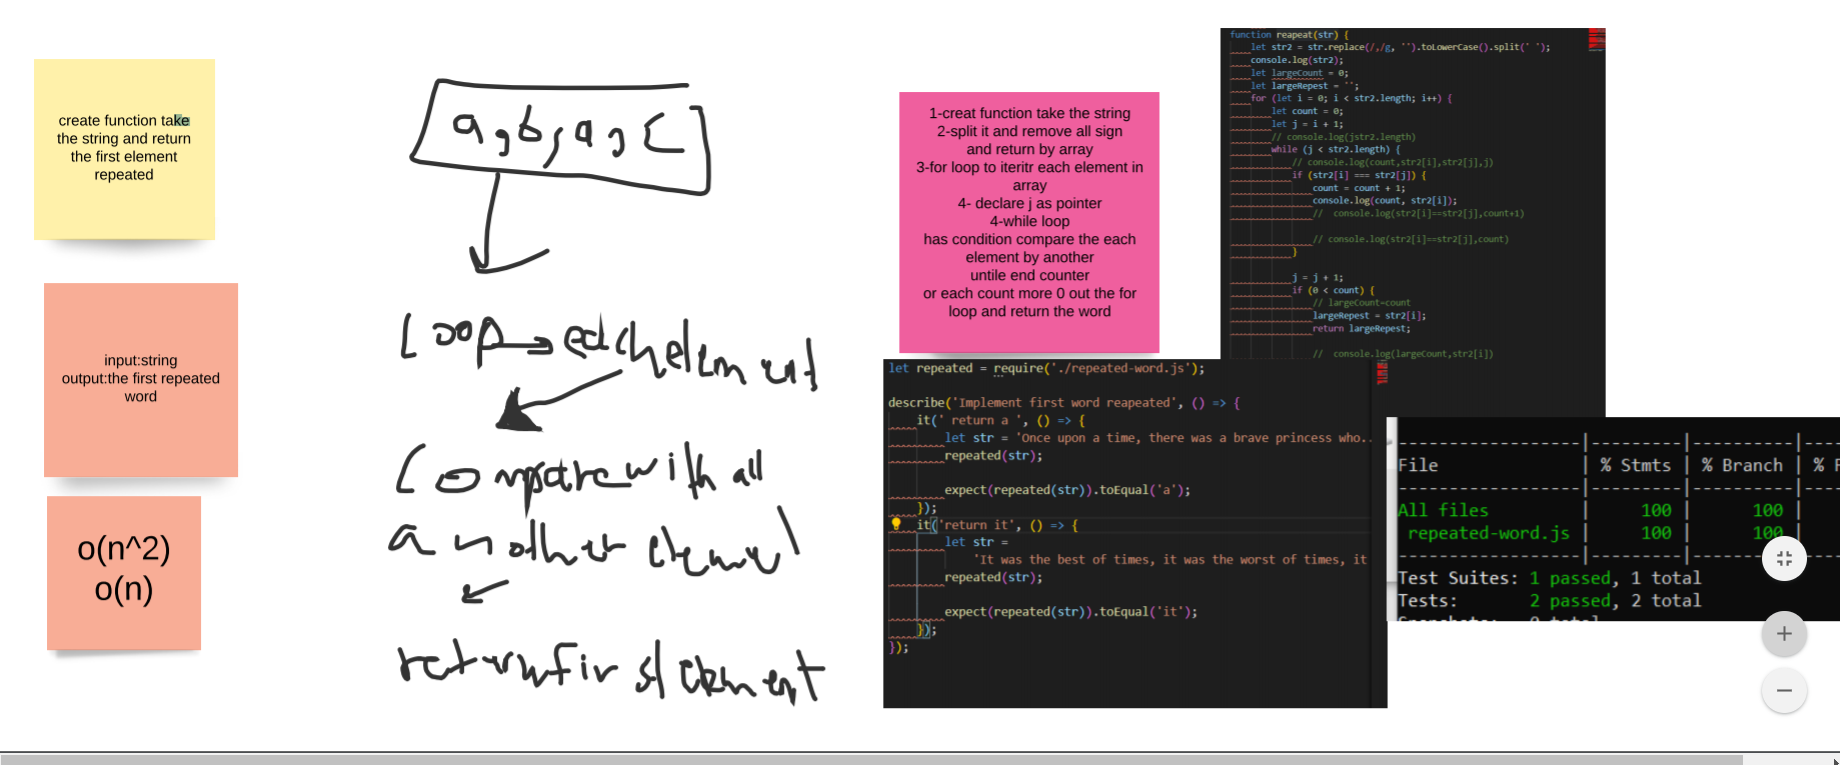 create function take
the string and return
the first element
repeated
input:string
output:the first repeated
word
o(n^2)
o(n)
a,b,a,c
Loop → each element
Compare with all
another element
return first element
1-creat function take the string
2-split it and remove all sign
and return by array
3-for loop to iteritr each element in
array
4- declare j as pointer
4-while loop
has condition compare the each
element by another
untile end counter
or each count more 0 out the for
loop and return the word
function reapeat(str) {
let str2 = str.replace(/,/g, '').toLowerCase().split(' ');
console.log(str2);
let largeCount = 0;
let largeRepest = '';
for (let i = 0; i < str2.length; i++) {
let count = 0;
let j = i + 1;
// console.log(jstr2.length)
while (j < str2.length) {
// console.log(count,str2[i],str2[j],j)
if (str2[i] === str2[j]) {
count = count + 1;
console.log(count, str2[i]);
// console.log(str2[i]==str2[j],count+1)
// console.log(str2[i]==str2[j],count)
}
j = j + 1;
if (0 < count) {
// largeCount=count
largeRepest = str2[i];
return largeRepest;
// console.log(largeCount,str2[i])
let repeated = require('./repeated-word.js');
describe('Implement first word reapeated', () => {
it(' return a ', () => {
let str = 'Once upon a time, there was a brave princess who..
repeated(str);
expect(repeated(str)).toEqual('a');
});
it('return it', () => {
let str =
'It was the best of times, it was the worst of times, it
repeated(str);
expect(repeated(str)).toEqual('it');
});
});
-----------------|---------|----------|---
File | % Stmts | % Branch | % F
-----------------|---------|----------|---
All files | 100 | 100 |
repeated-word.js | 100 | 100 |
-----------------|---------|----------|---
Test Suites: 1 passed, 1 total
Tests: 2 passed, 2 total